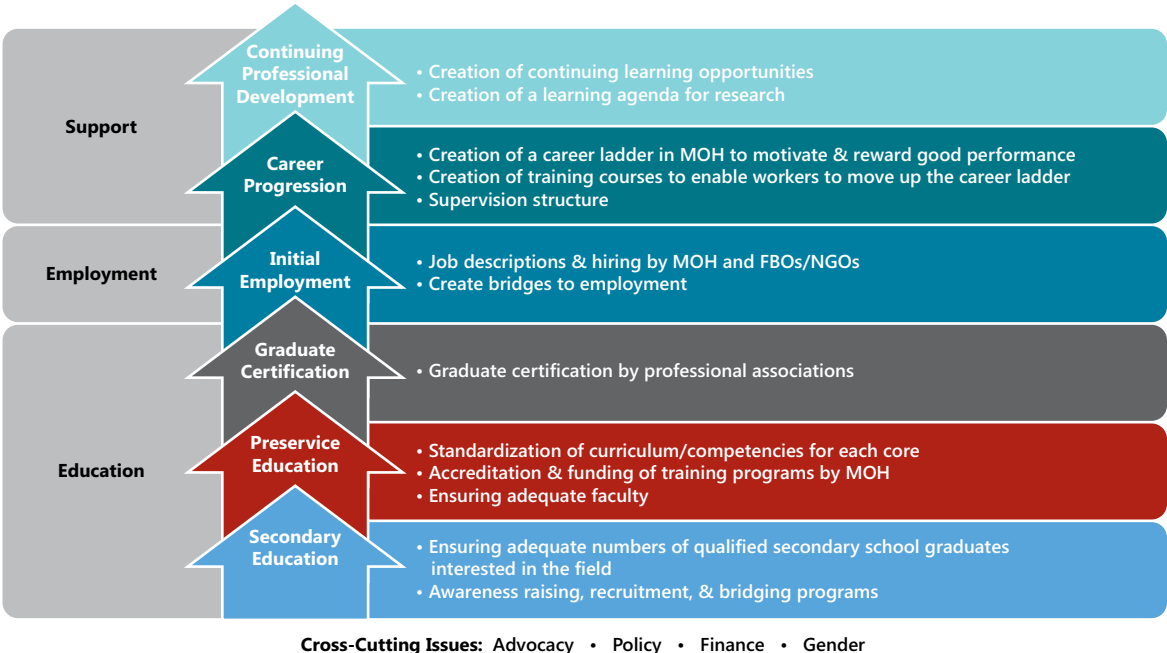 Support
Continuing
Professional
Development
• Creation of continuing learning opportunities
• Creation of a learning agenda for research
Career
Progression
• Creation of a career ladder in MOH to motivate & reward good performance
• Creation of training courses to enable workers to move up the career ladder
• Supervision structure
Employment
Initial
Employment
• Job descriptions & hiring by MOH and FBOs/NGOs
• Create bridges to employment
Education
Graduate
Certification
• Graduate certification by professional associations
Preservice
Education
• Standardization of curriculum/competencies for each core
• Accreditation & funding of training programs by MOH
• Ensuring adequate faculty
Secondary
Education
• Ensuring adequate numbers of qualified secondary school graduates
interested in the field
• Awareness raising, recruitment, & bridging programs
Cross-Cutting Issues: Advocacy • Policy • Finance • Gender